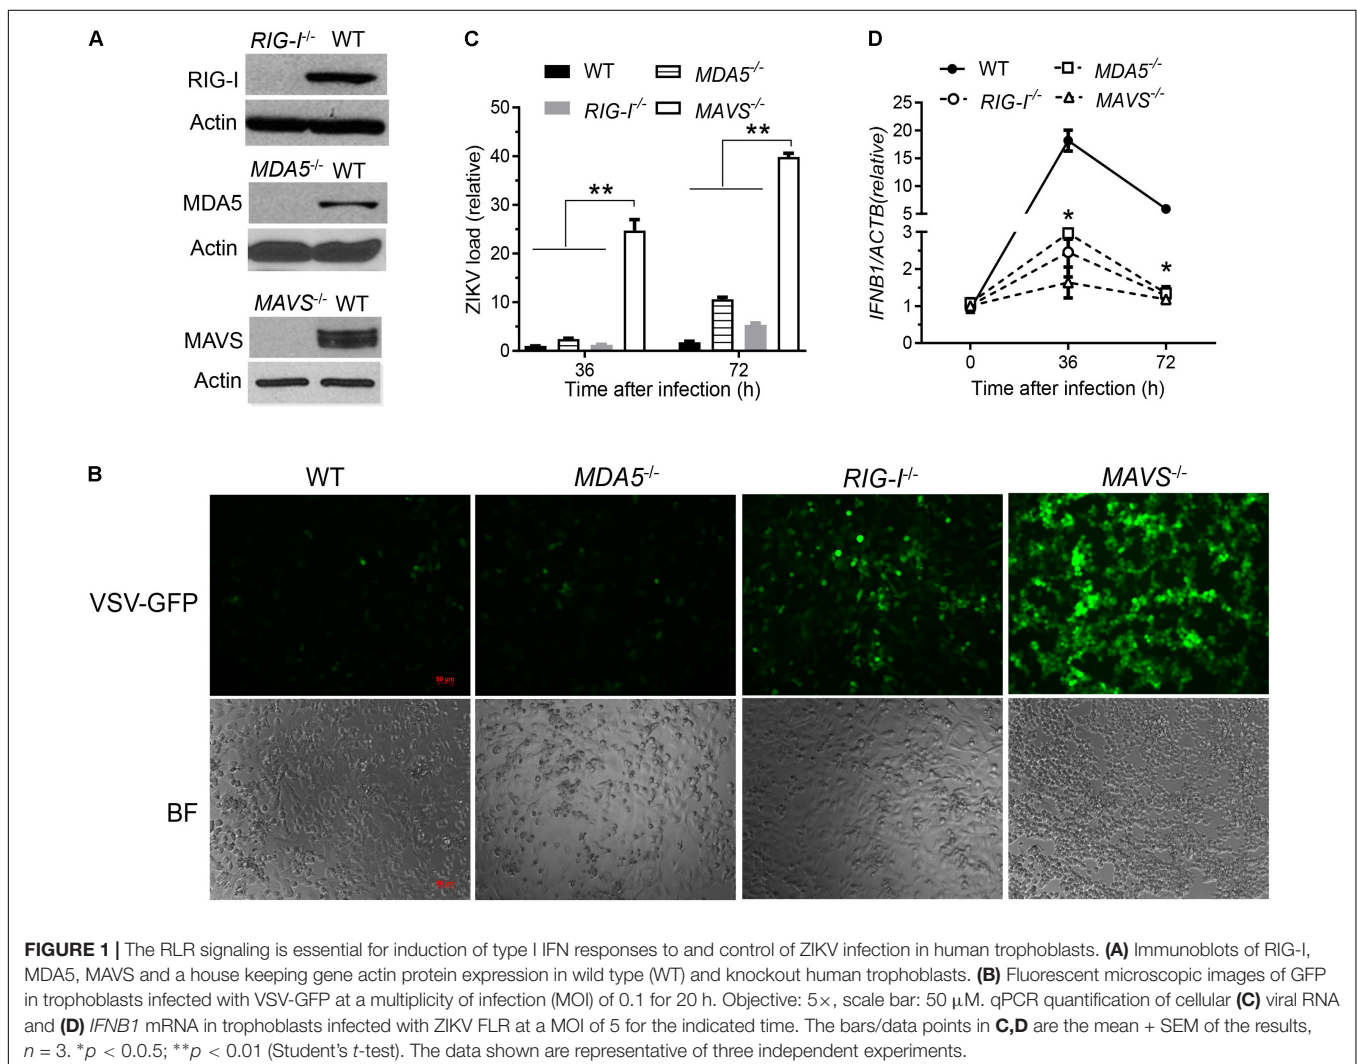 A
RIG-I-/- WT
RIG-I
Actin
MDA5-/- WT
MDA5
Actin
MAVS-/- WT
MAVS
Actin
C
WT
MDA5-/-
RIG-I-/-
MAVS-/-
ZIKV load (relative)
50
40
30
20
10
0
**
**
36
72
Time after infection (h)
D
WT
MDA5-/-
RIG-I-/-
MAVS-/-
IFNB1/ACTB(relative)
25
20
15
10
5
3
2
1
0
*
*
0
36
72
Time after infection (h)
B
WT
MDA5-/-
RIG-I-/-
MAVS-/-
VSV-GFP
50 µm
BF
FIGURE 1 | The RLR signaling is essential for induction of type I IFN responses to and control of ZIKV infection in human trophoblasts. (A) Immunoblots of RIG-I,
MDA5, MAVS and a house keeping gene actin protein expression in wild type (WT) and knockout human trophoblasts. (B) Fluorescent microscopic images of GFP
in trophoblasts infected with VSV-GFP at a multiplicity of infection (MOI) of 0.1 for 20 h. Objective: 5×, scale bar: 50 µM. qPCR quantification of cellular (C) viral RNA
and (D) IFNB1 mRNA in trophoblasts infected with ZIKV FLR at a MOI of 5 for the indicated time. The bars/data points in C,D are the mean + SEM of the results,
n = 3. *p < 0.0.5; **p < 0.01 (Student's t-test). The data shown are representative of three independent experiments.